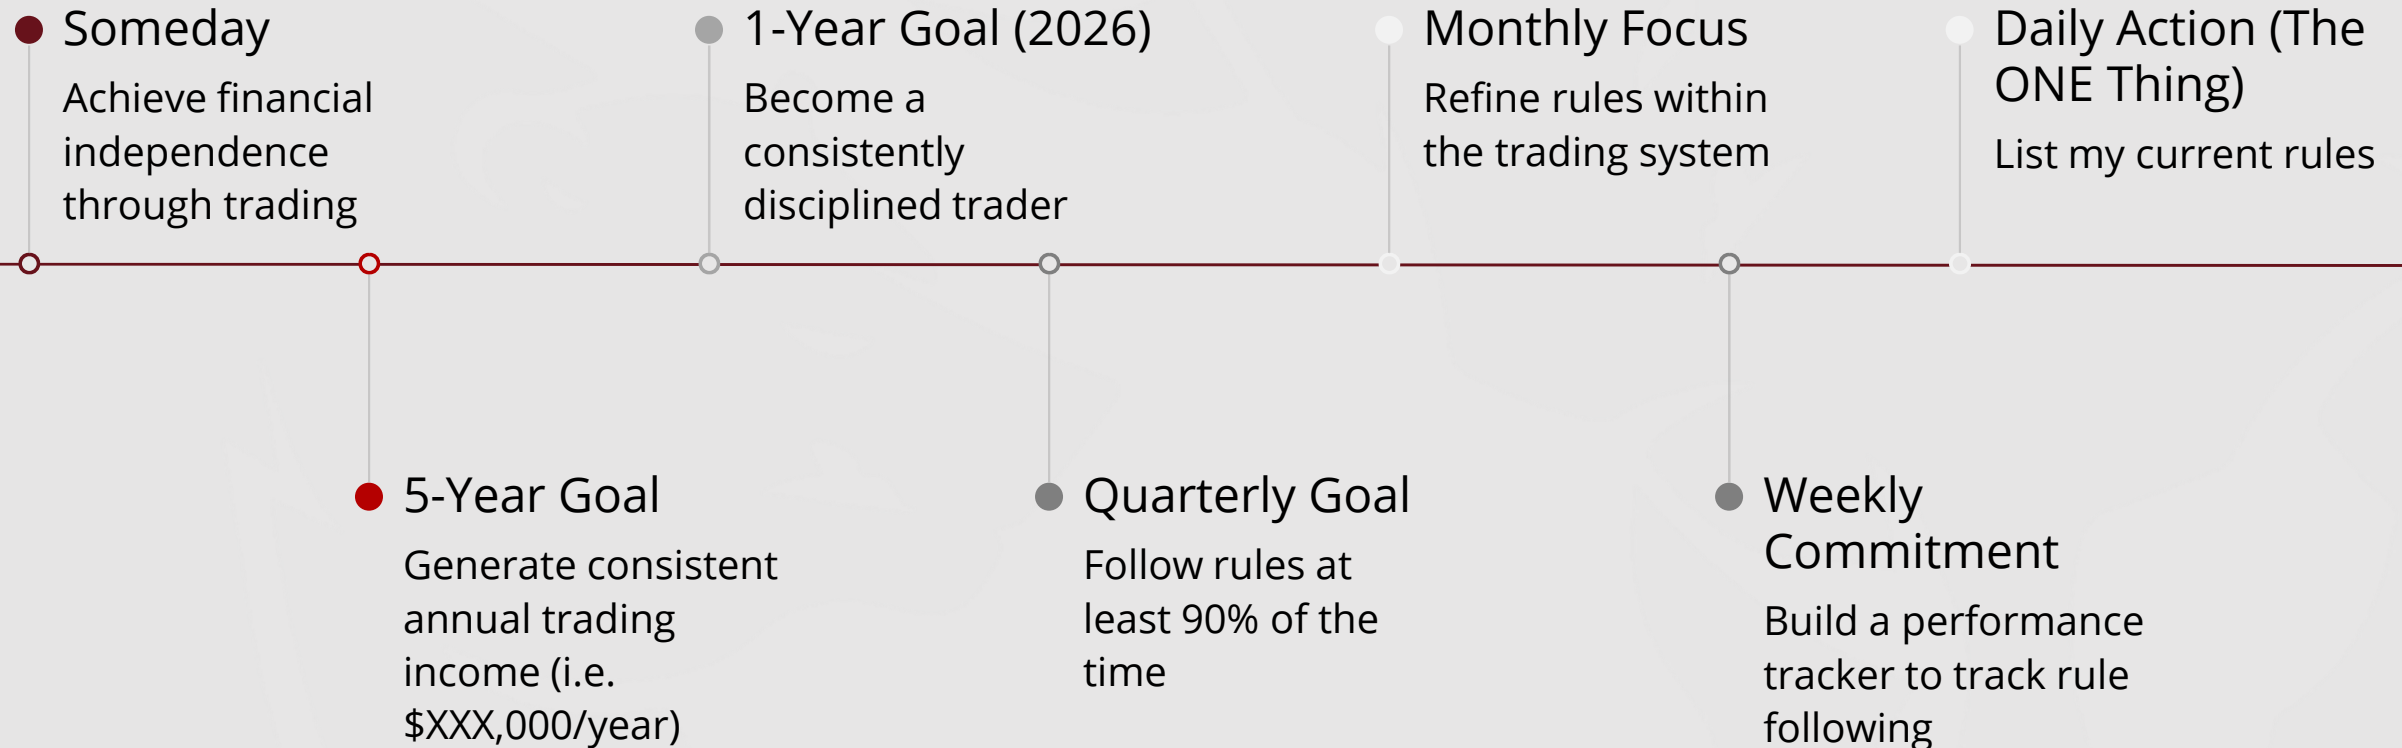 Someday
Achieve financial
independence
through trading
5-Year Goal
Generate consistent
annual trading
income (i.e.
$XXX,000/year)
1-Year Goal (2026)
Become a
consistently
disciplined trader
Quarterly Goal
Follow rules at
least 90% of the
time
Monthly Focus
Refine rules within
the trading system
Weekly
Commitment
Build a performance
tracker to track rule
following
Daily Action (The
ONE Thing)
List my current rules